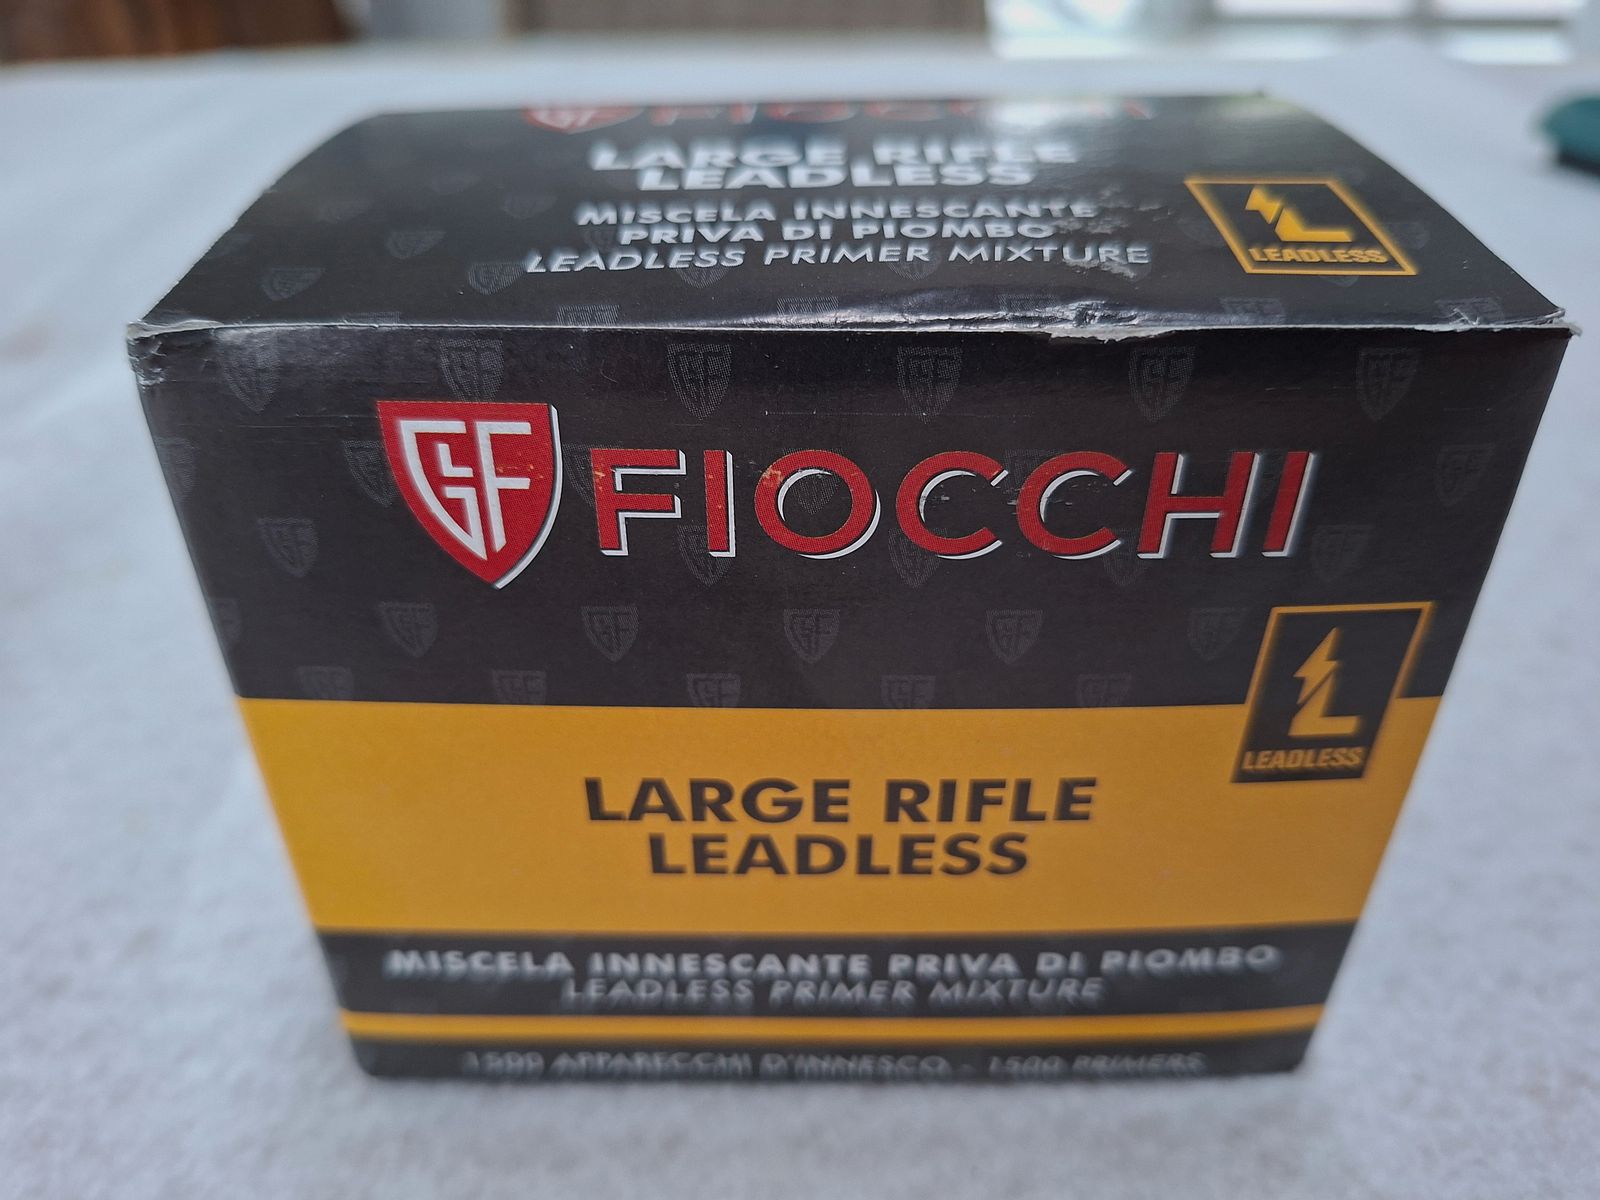 GF FIOCCHI
LARGE RIFLE
LEADLESS
MISCELA INNESCANTE
PRIVA DI PIOMBO
LEADLESS PRIMER MIXTURE
L
LEADLESS
GF FIOCCHI
L
LEADLESS
LARGE RIFLE
LEADLESS
MISCELA INNESCANTE PRIVA DI PIOMBO
LEADLESS PRIMER MIXTURE
1500 APPARECCHI D'INNESCO - 1500 PRIMERS